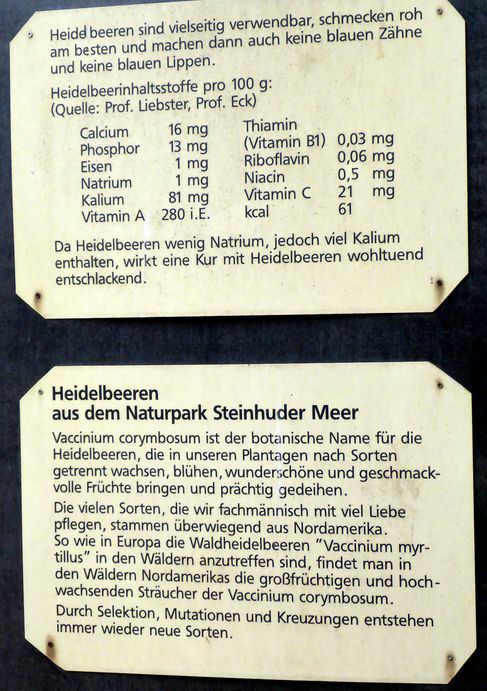 Heidelbeeren sind vielseitig verwendbar, schmecken roh
am besten und machen dann auch keine blauen Zähne
und keine blauen Lippen.
Heidelbeerinhaltsstoffe pro 100 g:
(Quelle: Prof. Liebster, Prof. Eck)
Calcium 16 mg
Phosphor 13 mg
Eisen 1 mg
Natrium 1 mg
Kalium 81 mg
Vitamin A 280 i.E.
Thiamin
(Vitamin B1) 0,03 mg
Riboflavin 0,06 mg
Niacin 0,5 mg
Vitamin C 21 mg
kcal 61
Da Heidelbeeren wenig Natrium, jedoch viel Kalium
enthalten, wirkt eine Kur mit Heidelbeeren wohltuend
entschlackend.
Heidelbeeren
aus dem Naturpark Steinhuder Meer
Vaccinium corymbosum ist der botanische Name für die
Heidelbeeren, die in unseren Plantagen nach Sorten
getrennt wachsen, blühen, wunderschöne und geschmack-
volle Früchte bringen und prächtig gedeihen.
Die vielen Sorten, die wir fachmännisch mit viel Liebe
pflegen, stammen überwiegend aus Nordamerika.
So wie in Europa die Waldheidelbeeren "Vaccinium myr-
tillus" in den Wäldern anzutreffen sind, findet man in
den Wäldern Nordamerikas die großfrüchtigen und hoch-
wachsenden Sträucher der Vaccinium corymbosum.
Durch Selektion, Mutationen und Kreuzungen entstehen
immer wieder neue Sorten.